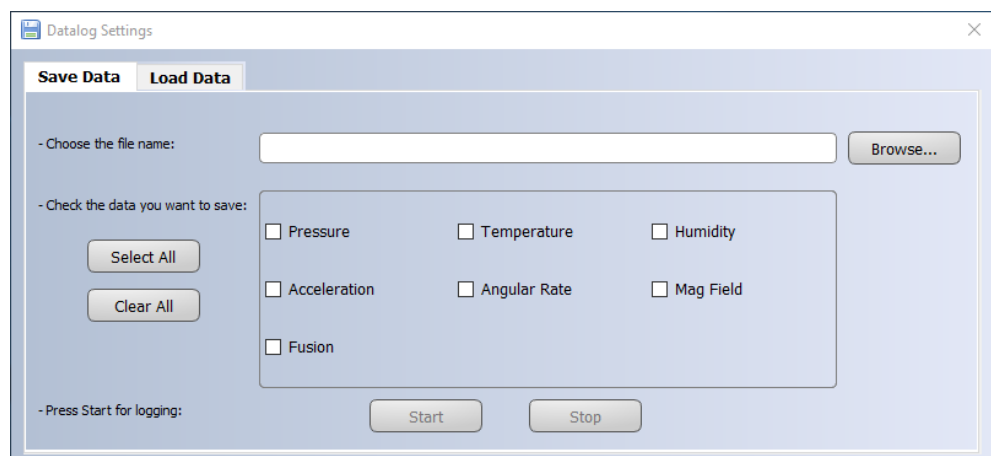 Datalog Settings
Save Data Load Data
- Choose the file name: Browse...
- Check the data you want to save:
Pressure Temperature Humidity
Select All
Acceleration Angular Rate Mag Field
Clear All
Fusion
- Press Start for logging: Start Stop